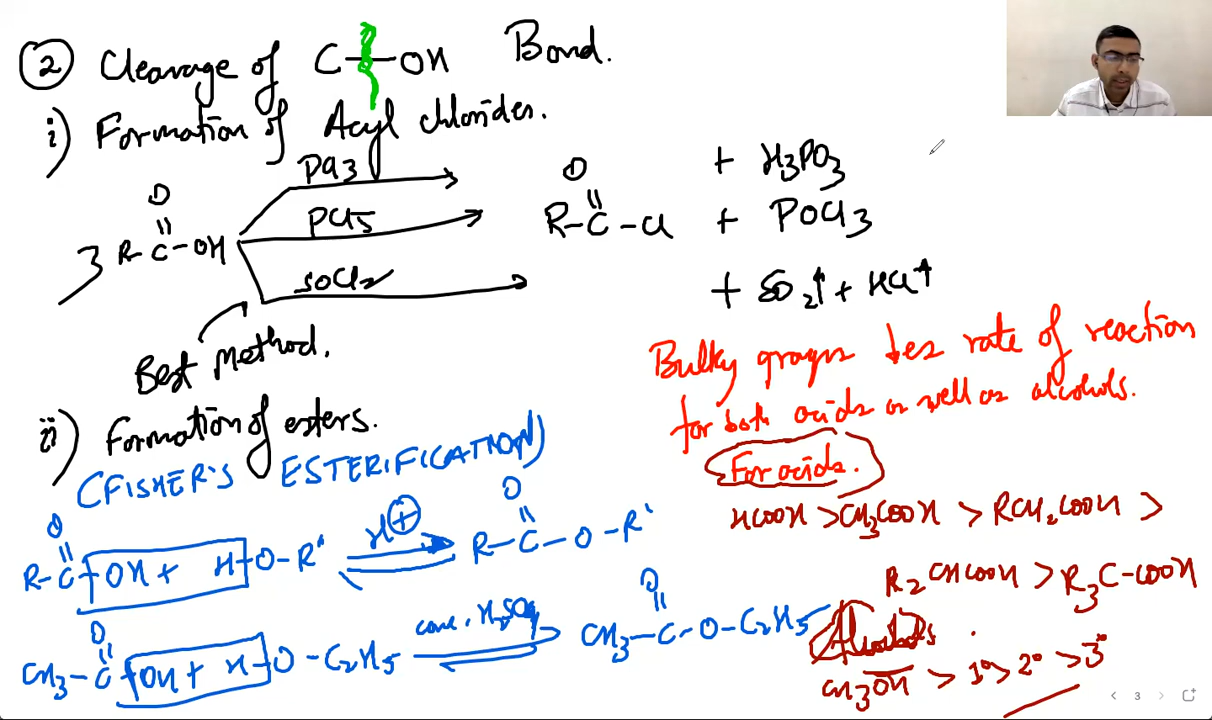 ② Cleavage of C-OH Bond.
i) Formation of Acyl chlorides.
PCl3 + H3PO3
3 R-C(=O)-OH PCl5 R-C(=O)-Cl + POCl3
SOCl2 + SO2↑ + HCl↑
Best Method.
Bulky groups ↓es rate of reaction
for both acids as well as alcohols.
ii) Formation of esters.
(FISHER'S ESTERIFICATION)
For acids.
HCOOH > CH3COOH > RCH2COOH >
R2CHCOOH > R3C-COOH
R-C(=O)-OH + H-O-R' ⇌ H⊕ R-C(=O)-O-R'
CH3-C(=O)-OH + H-O-C2H5 ⇌ conc. H2SO4 CH3-C(=O)-O-C2H5
Alcohols.
CH3OH > 1° > 2° > 3°
< 3 >